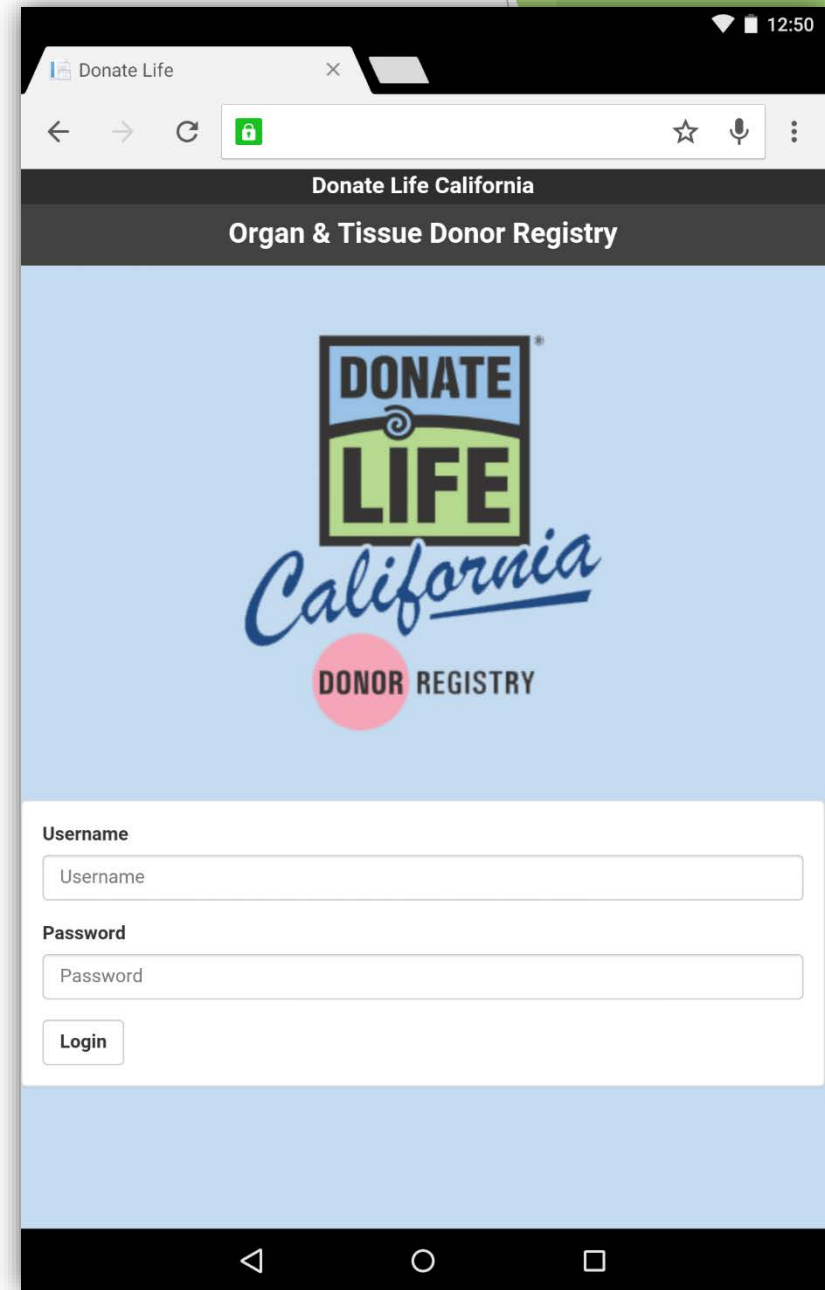 12:50
Donate Life
Donate Life California
Organ & Tissue Donor Registry
DONATE
LIFE
California
DONOR REGISTRY
Username
Username
Password
Password
Login